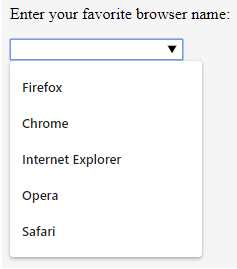 Enter your favorite browser name:
Firefox
Chrome
Internet Explorer
Opera
Safari